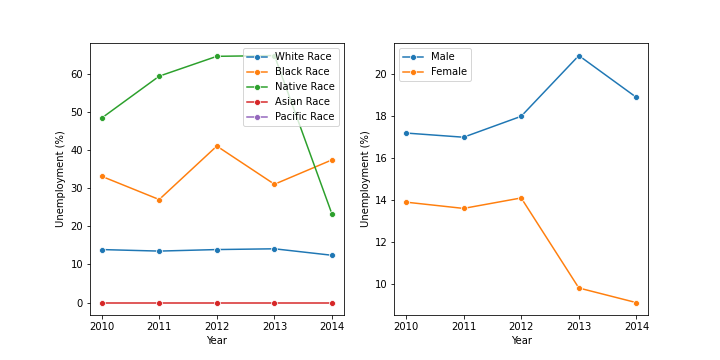 White Race
Black Race
Native Race
Asian Race
Pacific Race
Unemployment (%)
60
50
40
30
20
10
0
2010 2011 2012 2013 2014
Year
Male
Female
Unemployment (%)
20
18
16
14
12
10
2010 2011 2012 2013 2014
Year